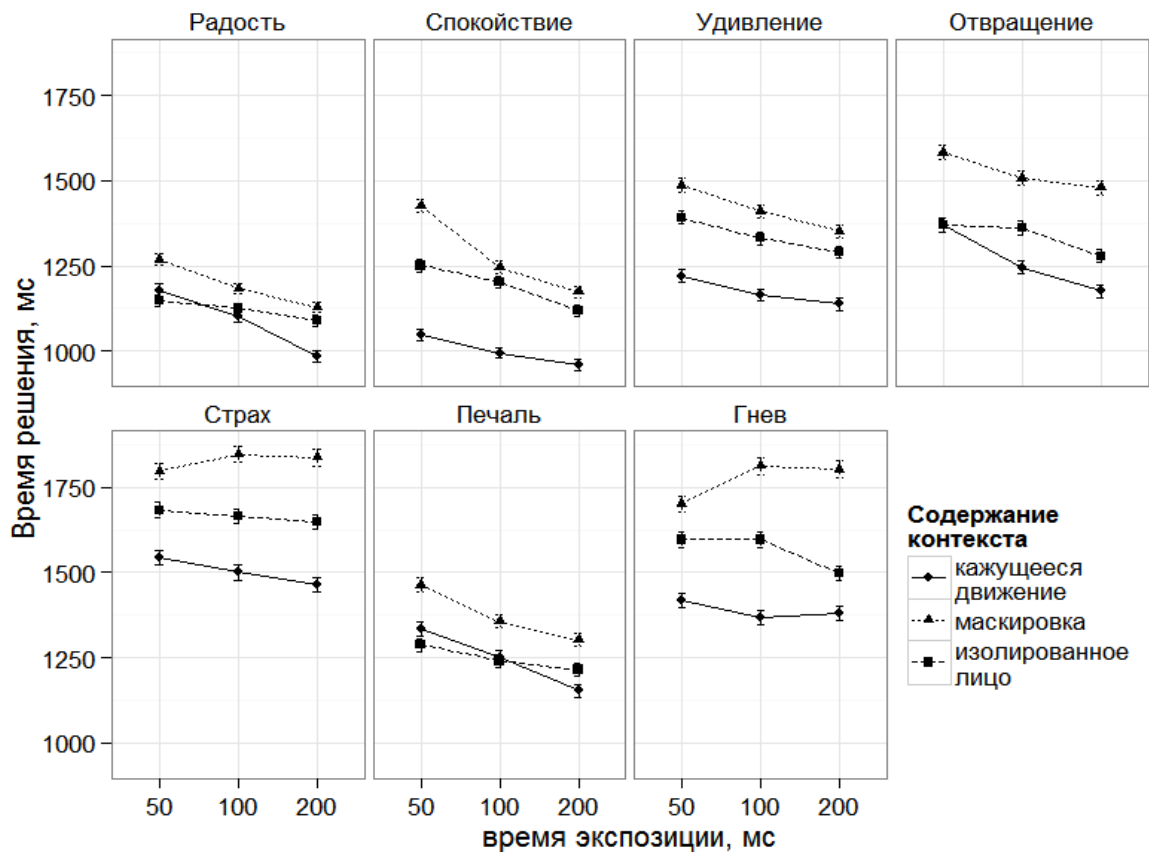 Радость
Спокойствие
Удивление
Отвращение
1750
1500
1250
1000
Время решения, мс
Страх
Печаль
Гнев
1750
1500
1250
1000
50 100 200
50 100 200
50 100 200
время экспозиции, мс
Содержание
контекста
кажущееся
движение
маскировка
изолированное
лицо